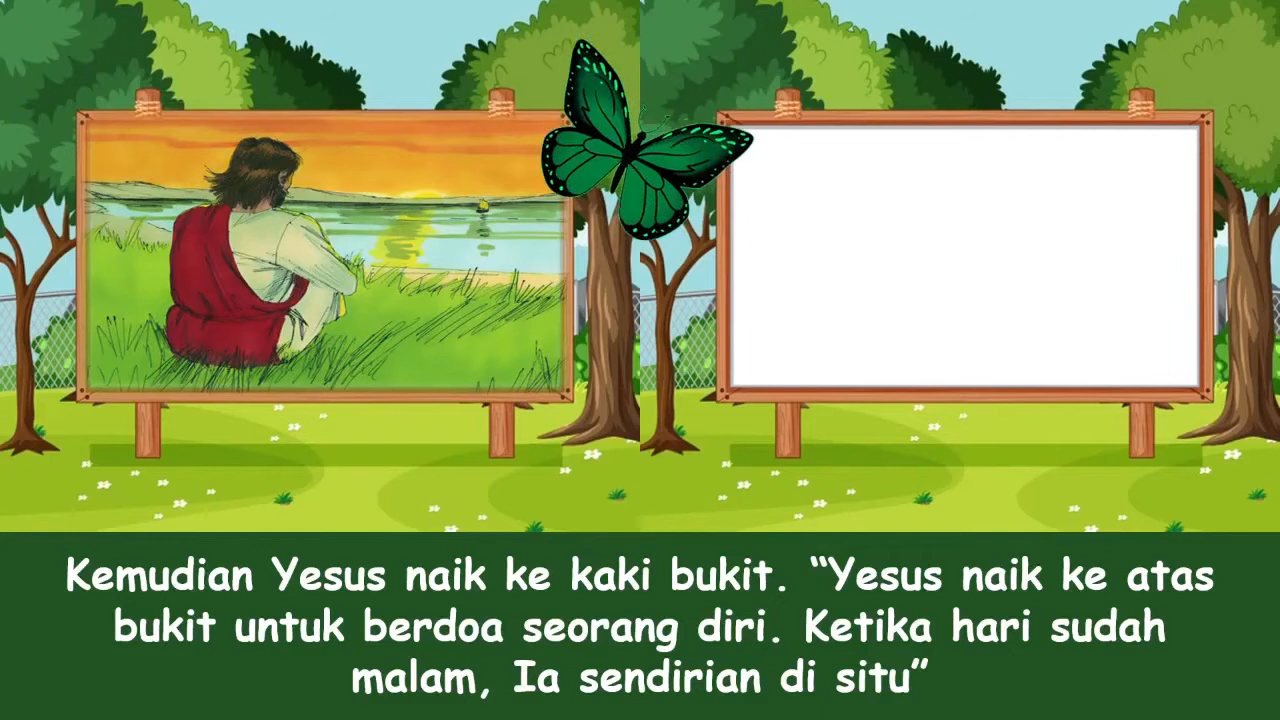 Kemudian Yesus naik ke kaki bukit. “Yesus naik ke atas
bukit untuk berdoa seorang diri. Ketika hari sudah
malam, Ia sendirian di situ”